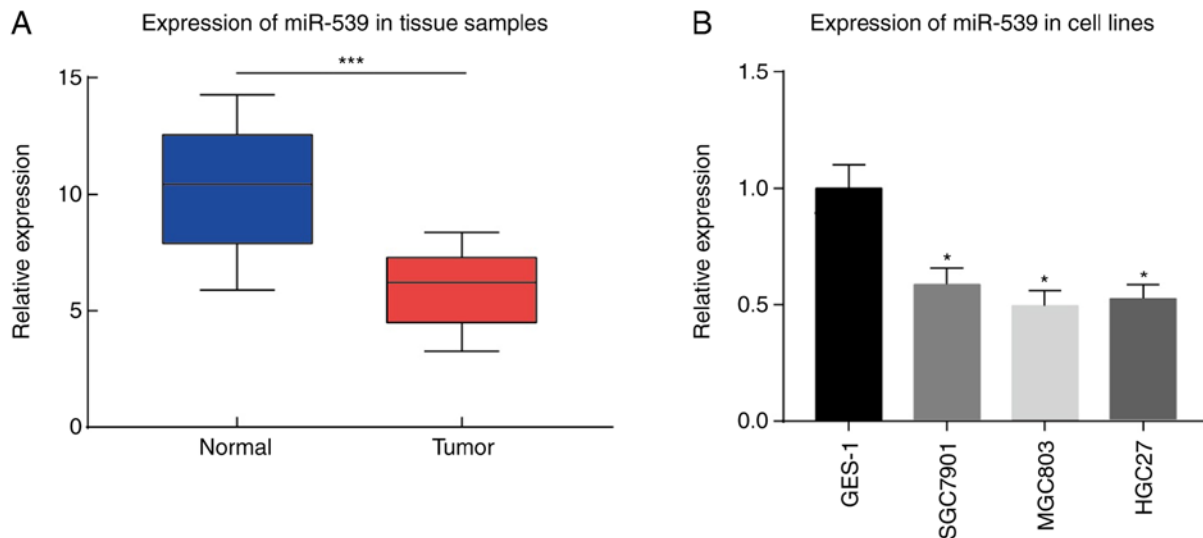 A
Expression of miR-539 in tissue samples
***
Relative expression
15
10
5
0
Normal
Tumor
B
Expression of miR-539 in cell lines
Relative expression
1.5
1.0
0.5
0.0
*
*
*
GES-1
SGC7901
MGC803
HGC27